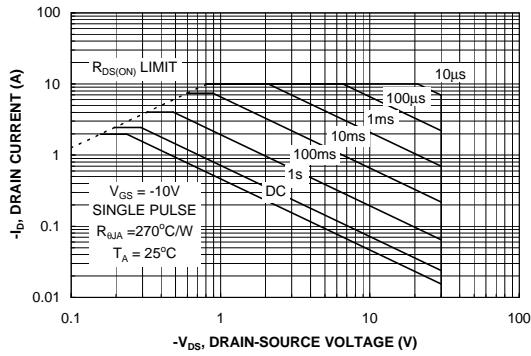 100
10
1
0.1
0.01
-I_D, DRAIN CURRENT (A)
R_DS(ON) LIMIT
10µs
100µs
1ms
10ms
100ms
1s
DC
V_GS = -10V
SINGLE PULSE
R_θJA =270°C/W
T_A = 25°C
0.1
1
10
100
-V_DS, DRAIN-SOURCE VOLTAGE (V)